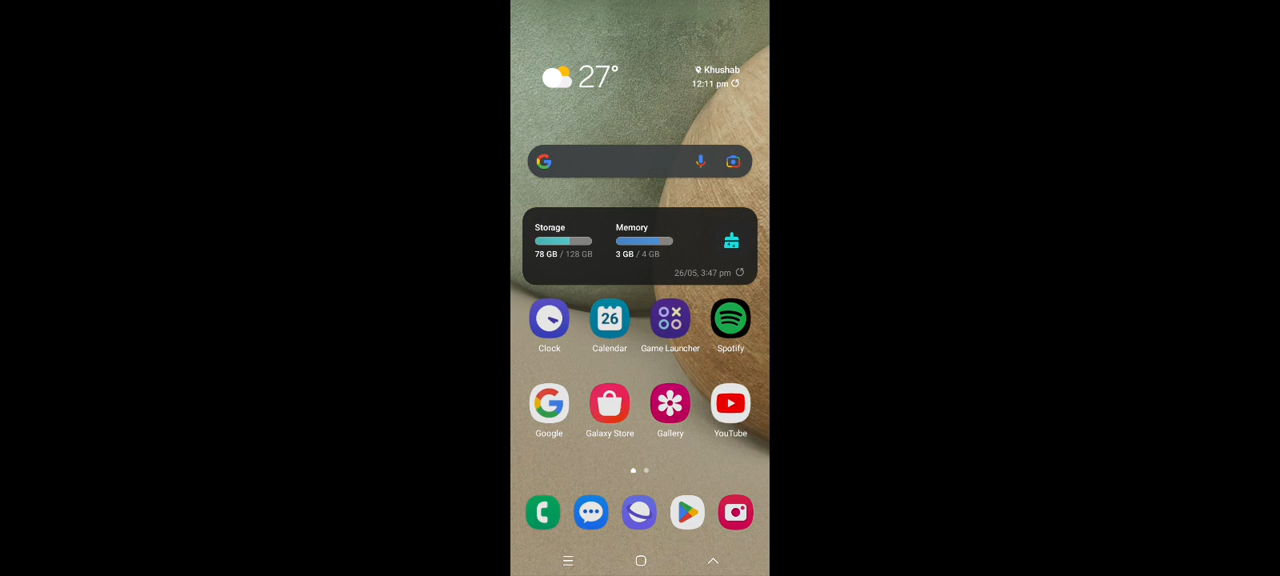 27°
Khushab
12:11 pm
Storage Memory
78 GB / 128 GB 3 GB / 4 GB
26/05, 3:47 pm
26
Clock Calendar Game Launcher Spotify
Google Galaxy Store Gallery YouTube